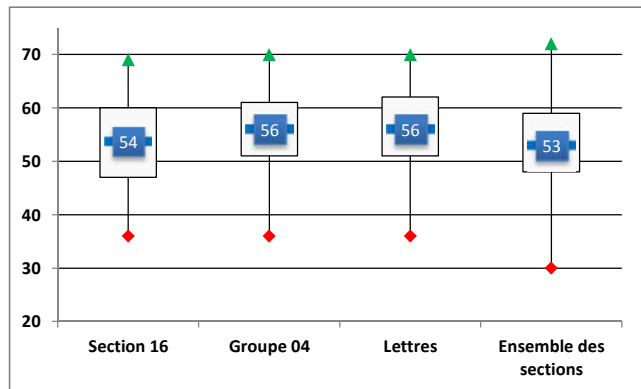 70
60
50
40
30
20
54
56
56
53
Section 16
Groupe 04
Lettres
Ensemble des
sections